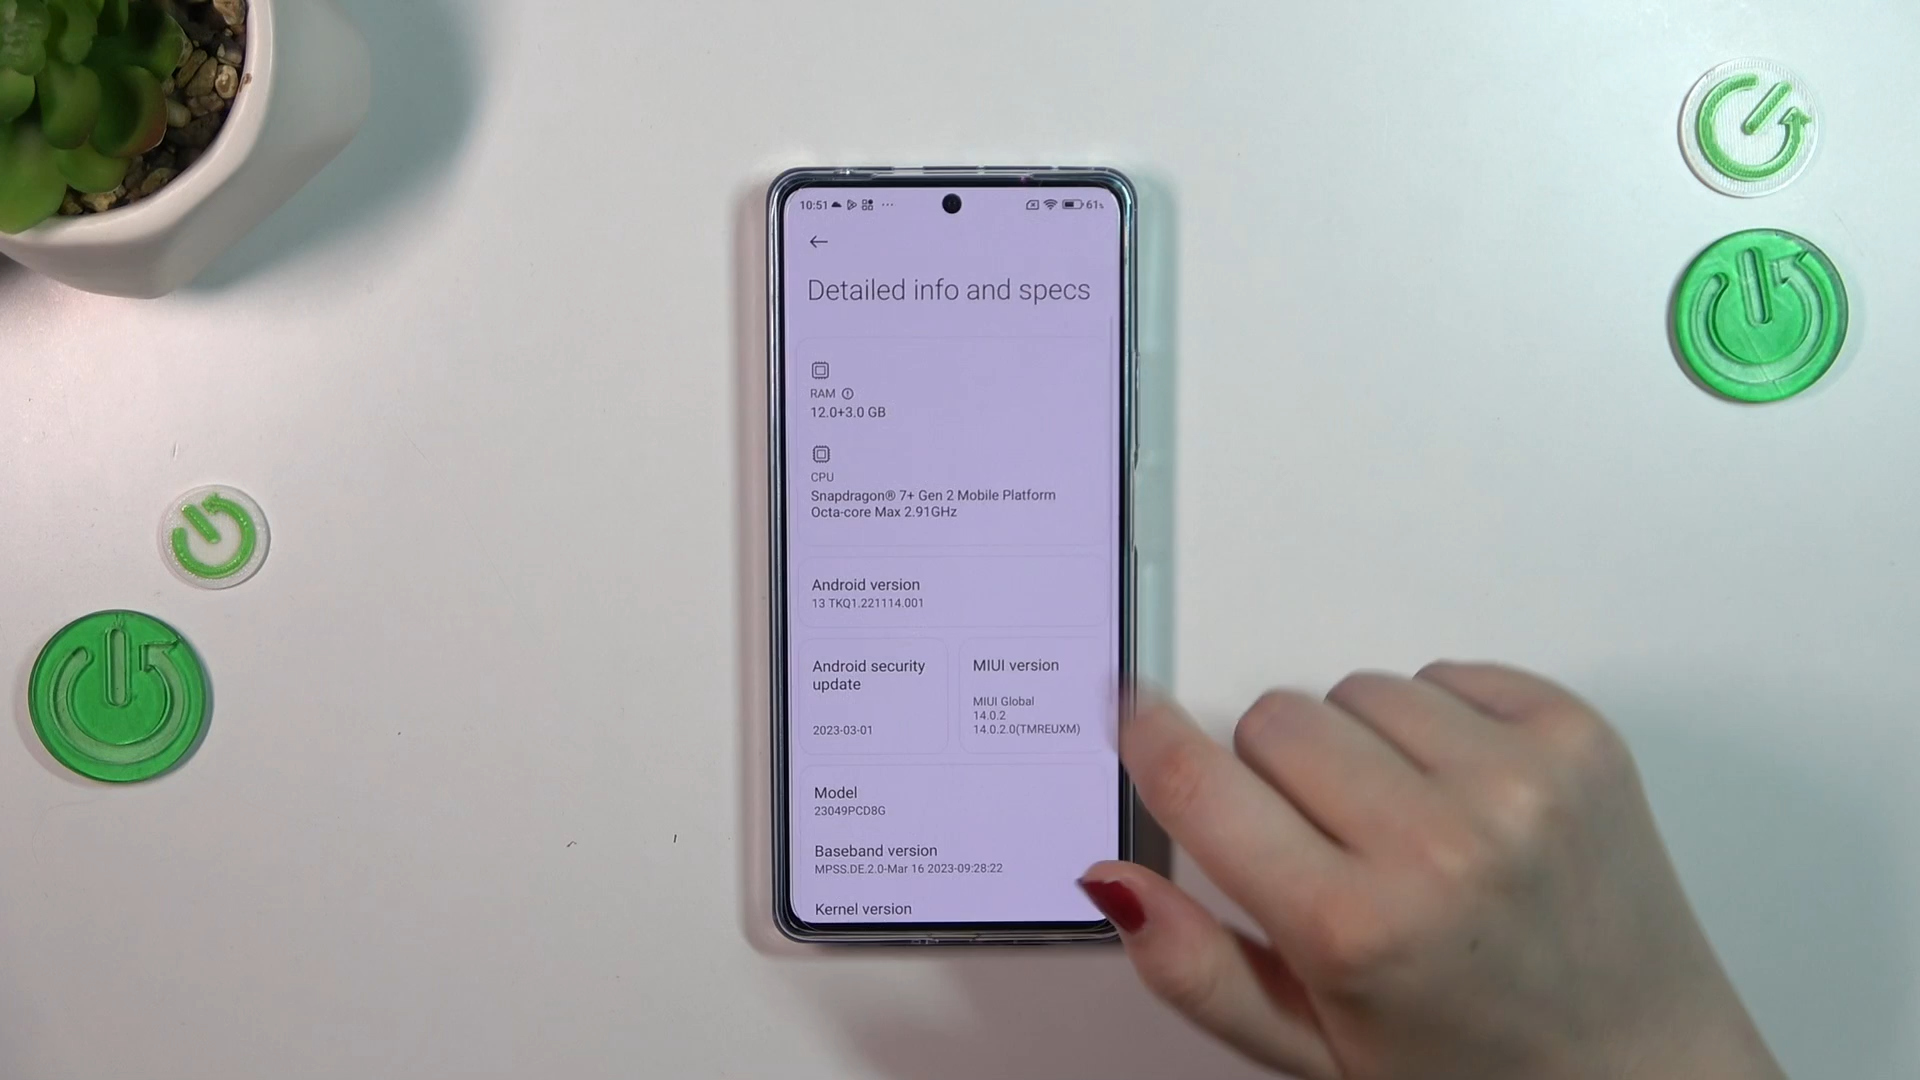 10:51 ··· 61%
Detailed info and specs
RAM
12.0+3.0 GB
CPU
Snapdragon® 7+ Gen 2 Mobile Platform
Octa-core Max 2.91GHz
Android version
13 TKQ1.221114.001
Android security
update
2023-03-01
MIUI version
MIUI Global
14.0.2
14.0.2.0(TMREUXM)
Model
23049PCD8G
Baseband version
MPSS.DE.2.0-Mar 16 2023-09:28:22
Kernel version